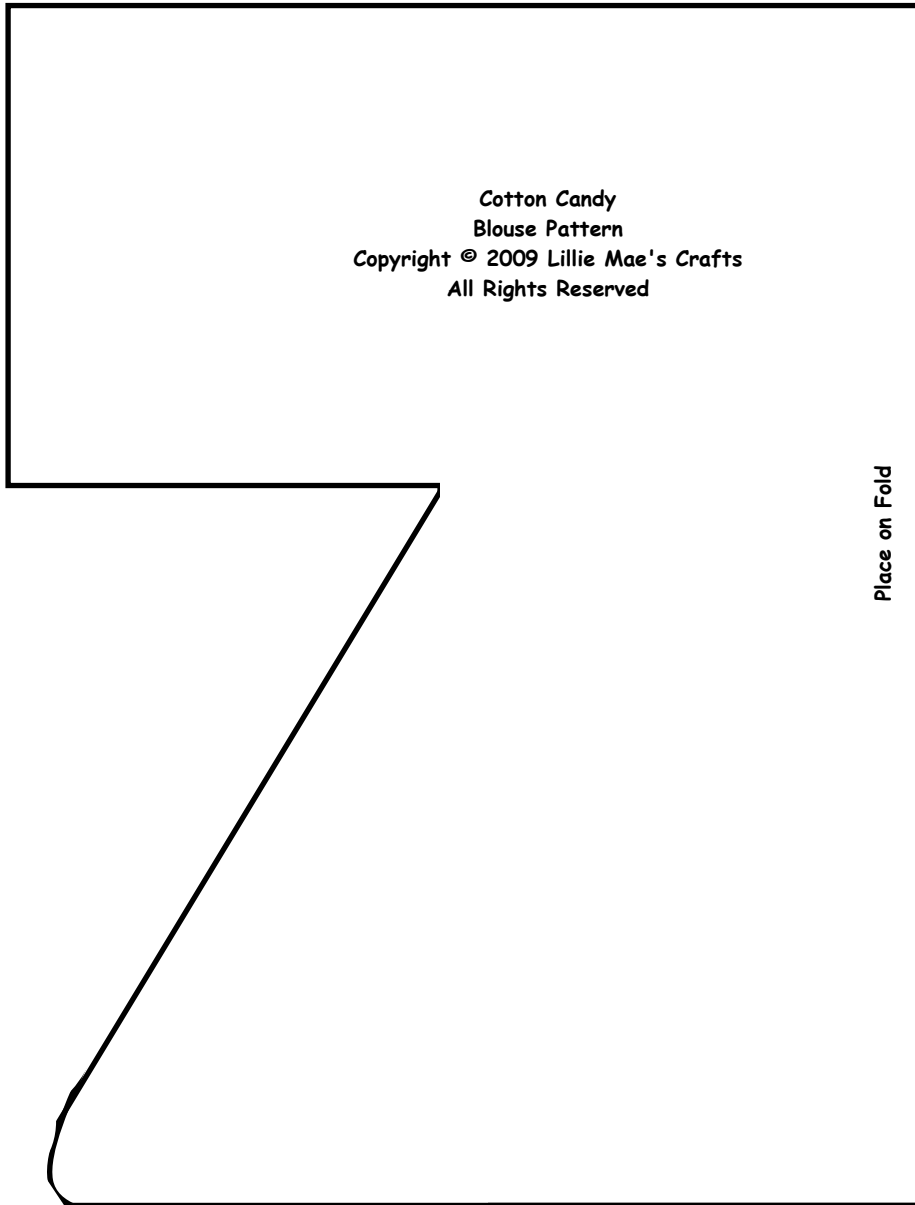 Cotton Candy
Blouse Pattern
Copyright © 2009 Lillie Mae's Crafts
All Rights Reserved
Place on Fold